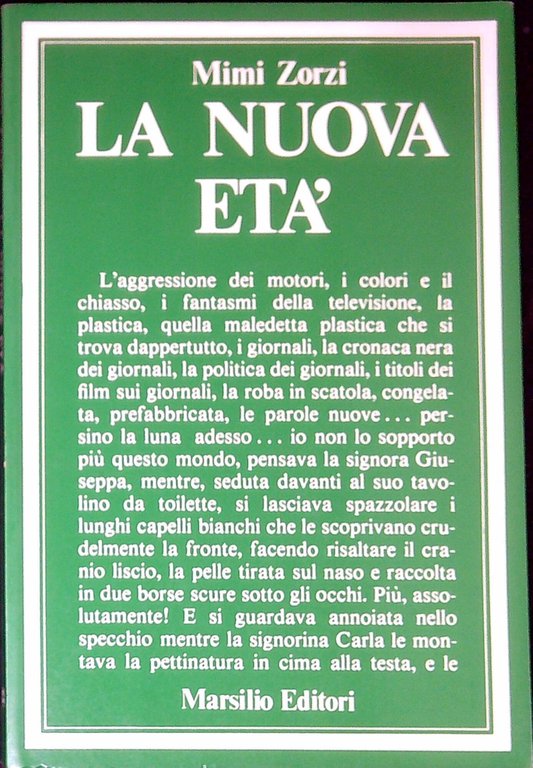 Mimi Zorzi
LA NUOVA
ETA'
L'aggressione dei motori, i colori e il
chiasso, i fantasmi della televisione, la
plastica, quella maledetta plastica che si
trova dappertutto, i giornali, la cronaca nera
dei giornali, la politica dei giornali, i titoli dei
film sui giornali, la roba in scatola, congela-
ta, prefabbricata, le parole nuove... per-
sino la luna adesso... io non lo sopporto
più questo mondo, pensava la signora Giu-
seppa, mentre, seduta davanti al suo tavo-
lino da toilette, si lasciava spazzolare i
lunghi capelli bianchi che le scoprivano cru-
delmente la fronte, facendo risaltare il cra-
nio liscio, la pelle tirata sul naso e raccolta
in due borse scure sotto gli occhi. Più, asso-
lutamente! E si guardava annoiata nello
specchio mentre la signorina Carla le mon-
tava la pettinatura in cima alla testa, e le
Marsilio Editori